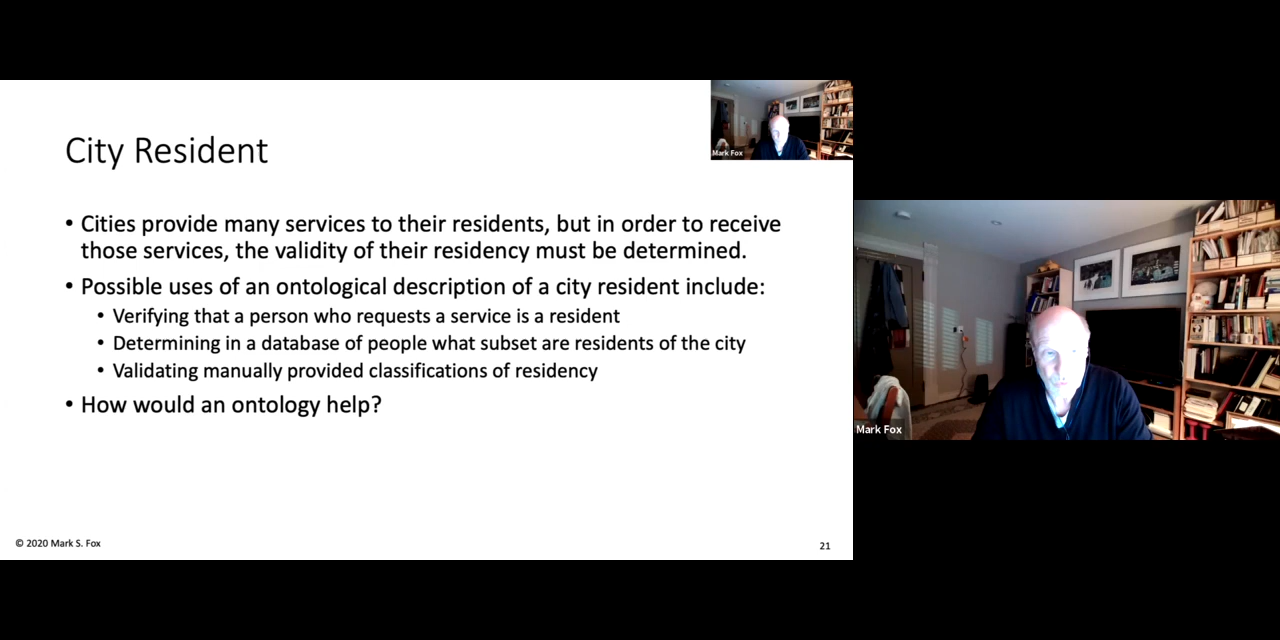 City Resident
Mark Fox
• Cities provide many services to their residents, but in order to receive
those services, the validity of their residency must be determined.
• Possible uses of an ontological description of a city resident include:
• Verifying that a person who requests a service is a resident
• Determining in a database of people what subset are residents of the city
• Validating manually provided classifications of residency
• How would an ontology help?
© 2020 Mark S. Fox
21
Mark Fox